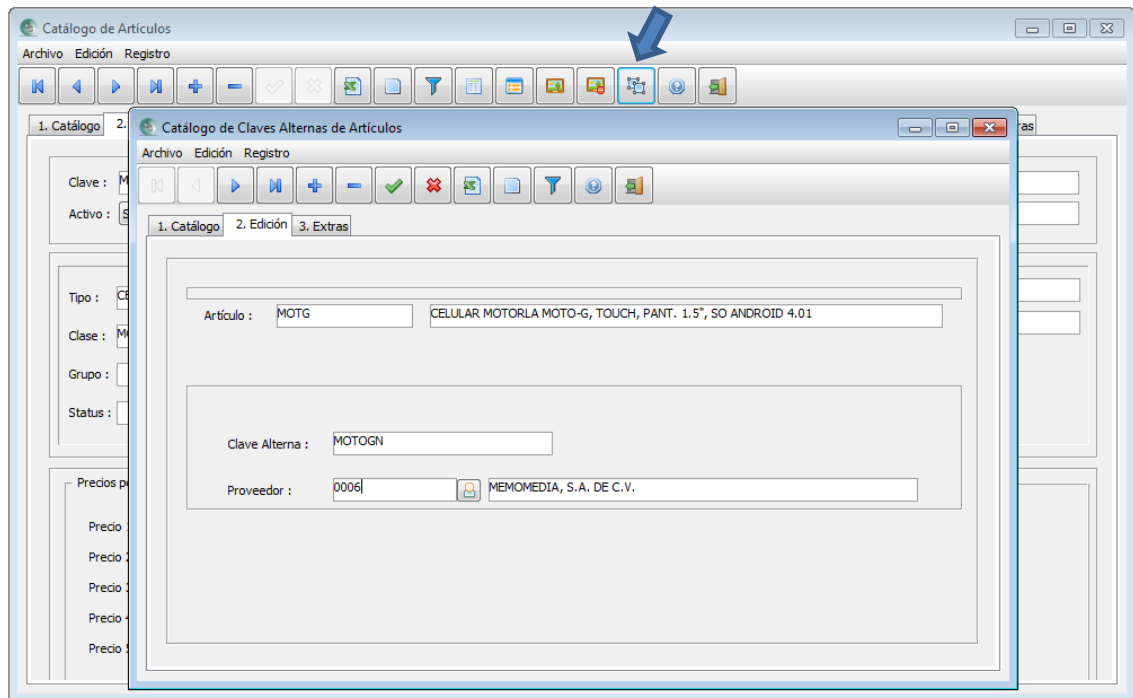 Catálogo de Artículos
Archivo Edición Registro
1. Catálogo 2.
Catálogo de Claves Alternas de Artículos
Archivo Edición Registro
1. Catálogo 2. Edición 3. Extras
Clave :
Activo :
Tipo :
Clase :
Grupo :
Status :
Artículo : MOTG CELULAR MOTORLA MOTO-G, TOUCH, PANT. 1.5", SO ANDROID 4.01
Clave Alterna : MOTOGN
Proveedor : 0006 MEMOMEDIA, S.A. DE C.V.
Precios
Precio
Precio
Precio
Precio
Precio